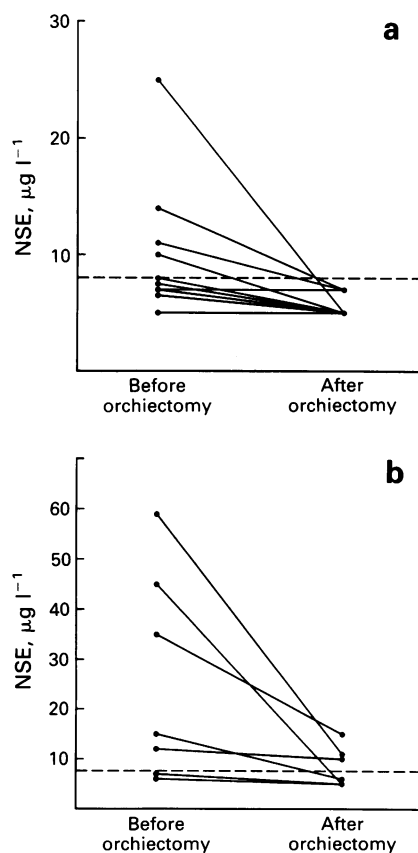 a
30
20
10
NSE, μg l⁻¹
Before
orchiectomy
After
orchiectomy
b
60
50
40
30
20
10
NSE, μg l⁻¹
Before
orchiectomy
After
orchiectomy